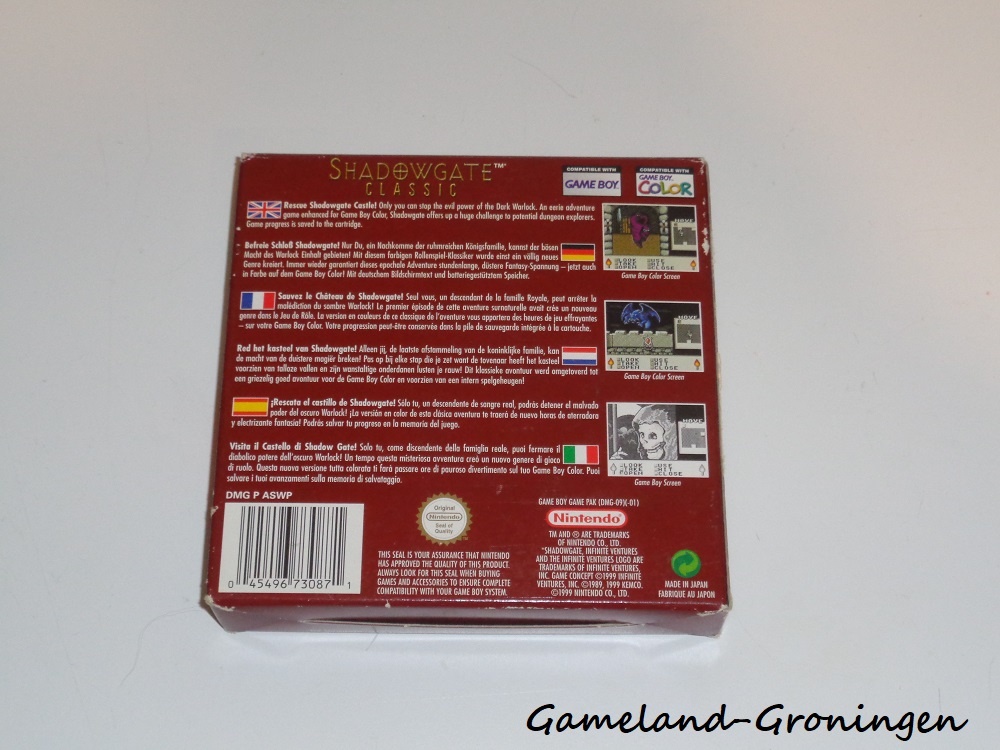 SHADOWGATE™
CLASSIC
COMPATIBLE WITH
GAME BOY
COMPATIBLE WITH
GAME BOY
COLOR
Rescue Shadowgate Castle! Only you can stop the evil power of the Dark Warlock. An eerie adventure
game enhanced for Game Boy Color, Shadowgate offers up a huge challenge to potential dungeon explorers.
Game progress is saved to the cartridge.
Befreie Schloß Shadowgate! Nur Du, ein Nachkomme der ruhmreichen Königsfamilie, kannst der bösen
Macht des Warlock Einhalt gebieten! Mit diesem farbigen Rollenspiel-Klassiker wurde einst ein völlig neues
Genre kreiert. Immer wieder garantiert dieses epochale Adventure stundenlange, düstere Fantasy-Spannung – jetzt auch
in Farbe auf dem Game Boy Color! Mit deutschem Bildschirmtext und batteriegestütztem Speicher.
Sauvez le Château de Shadowgate! Seul vous, un descendant de la famille Royale, peut arrêter la
malédiction du sombre Warlock! Le premier épisode de cette aventure surnaturelle avait crée un nouveau
genre dans le Jeu de Rôle. La version en couleurs de ce classique de l'aventure vous apportera des heures de jeu effrayantes
– sur votre Game Boy Color. Votre progression peut-être conservée dans la pile de sauvegarde intégrée à la cartouche.
Red het kasteel van Shadowgate! Alleen jij, de laatste afstammeling van de koninklijke familie, kan
de macht van de duistere magiër breken! Pas op bij elke stap die je zet want de tovenaar heeft het kasteel
voorzien van talloze vallen en zijn wanstaltige onderdanen lusten je rauw! Dit klassieke avontuur werd omgetoverd tot
een griezelig goed avontuur voor de Game Boy Color en voorzien van een intern spelgeheugen!
¡Rescata el castillo de Shadowgate! Sólo tu, un descendente de sangre real, podrás detener el malvado
poder del oscuro Warlock! ¡La versión en color de esta clásica aventura te traerá de nuevo horas de aterradora
y electrizante fantasía! Podrás salvar tu progreso en la memoria del juego.
Visita il Castello di Shadow Gate! Solo tu, come discendente della famiglia reale, puoi fermare il
diabolico potere dell'oscuro Warlock! Un tempo questa misteriosa avventura creò un nuovo genere di gioco
di ruolo. Questa nuova versione tutta colorata ti farà passare ore di pauroso divertimento sul tuo Game Boy Color. Puoi
salvare i tuoi avanzamenti sulla memoria di salvataggio.
MOVE
LOOK USE
TAKE HIT
OPEN CLOSE
Game Boy Color Screen
MOVE
LOOK USE
TAKE HIT
OPEN CLOSE
Game Boy Color Screen
MOVE
LOOK USE
TAKE HIT
OPEN CLOSE
Game Boy Screen
DMG P ASWP
0 45496 73087 1
Original
Nintendo
Seal of
Quality
THIS SEAL IS YOUR ASSURANCE THAT NINTENDO
HAS APPROVED THE QUALITY OF THIS PRODUCT.
ALWAYS LOOK FOR THIS SEAL WHEN BUYING
GAMES AND ACCESSORIES TO ENSURE COMPLETE
COMPATIBILITY WITH YOUR GAME BOY SYSTEM.
GAME BOY GAME PAK (DMG-09)(-01)
Nintendo
TM AND ® ARE TRADEMARKS
OF NINTENDO CO., LTD.
"SHADOWGATE, INFINITE VENTURES
AND THE INFINITE VENTURES LOGO ARE
TRADEMARKS OF INFINITE VENTURES,
INC. GAME CONCEPT ©1999 INFINITE
VENTURES, INC. ©1989, 1999 KEMCO.
©1999 NINTENDO CO., LTD.
MADE IN JAPAN
FABRIQUE AU JAPON
Gameland-Groningen